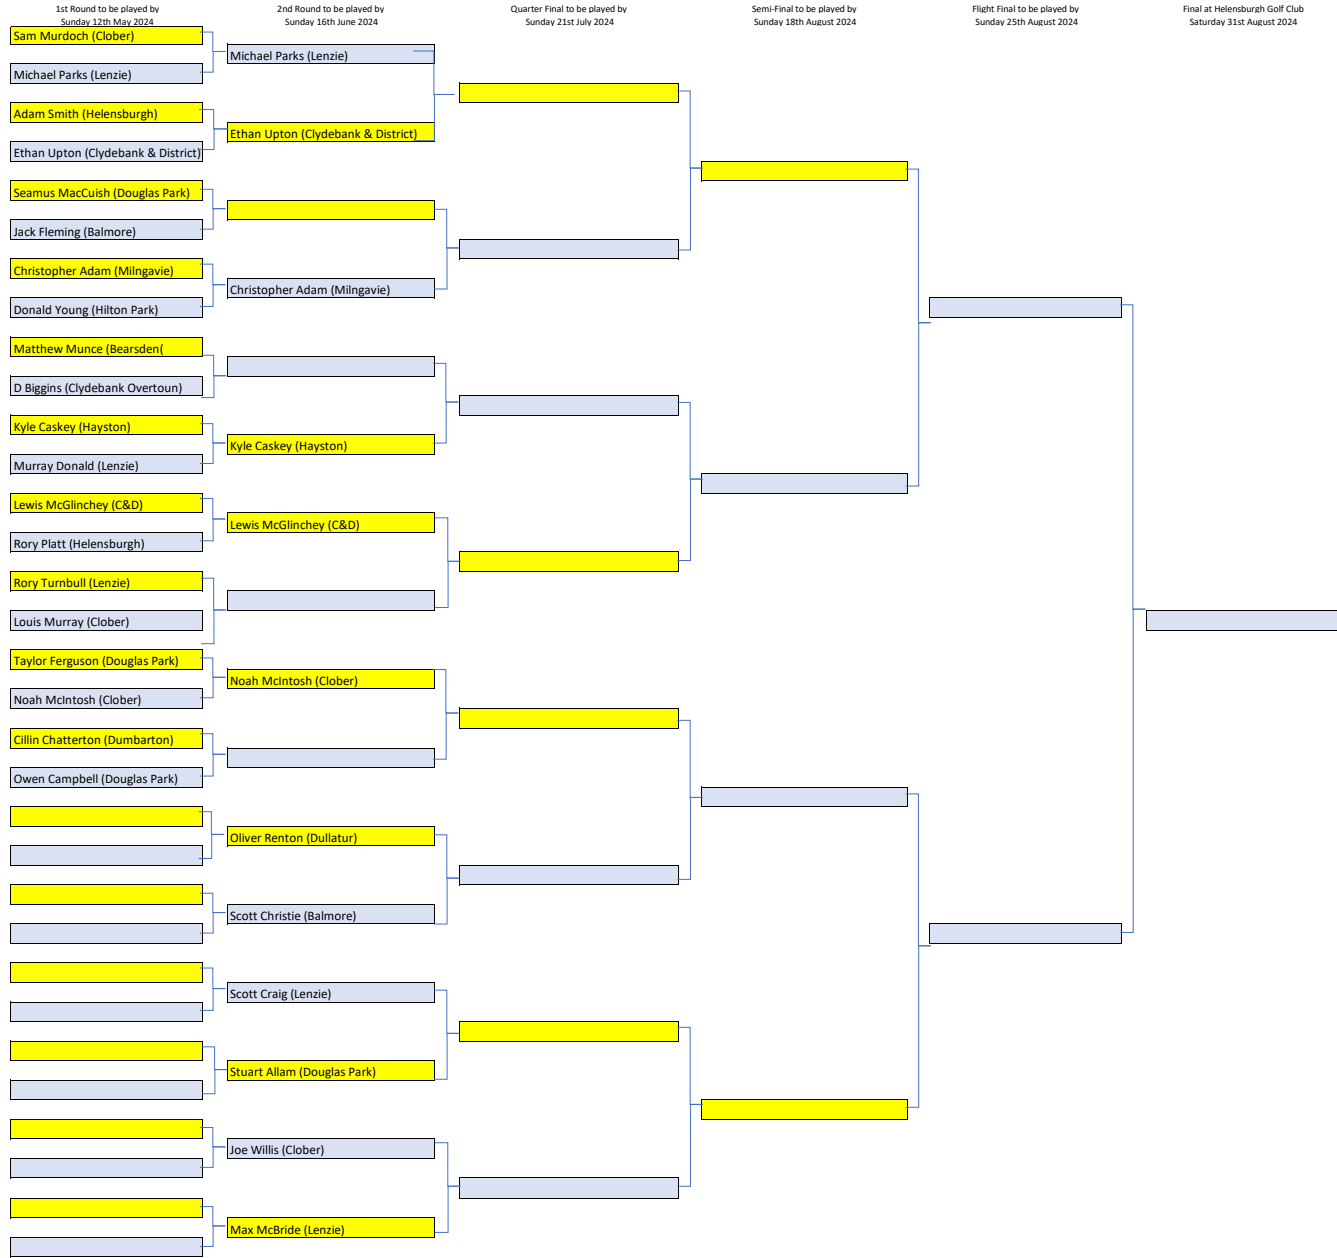 1st Round to be played by
Sunday 12th May 2024
2nd Round to be played by
Sunday 16th June 2024
Quarter Final to be played by
Sunday 21st July 2024
Semi-Final to be played by
Sunday 18th August 2024
Flight Final to be played by
Sunday 25th August 2024
Final at Helensburgh Golf Club
Saturday 31st August 2024
Sam Murdoch (Clober)
Michael Parks (Lenzie)
Adam Smith (Helensburgh)
Ethan Upton (Clydebank & District)
Seamus MacCuish (Douglas Park)
Jack Fleming (Balmore)
Christopher Adam (Milngavie)
Donald Young (Hilton Park)
Matthew Munce (Bearsden(
D Biggins (Clydebank Overtoun)
Kyle Caskey (Hayston)
Murray Donald (Lenzie)
Lewis McGlinchey (C&D)
Rory Platt (Helensburgh)
Rory Turnbull (Lenzie)
Louis Murray (Clober)
Taylor Ferguson (Douglas Park)
Noah McIntosh (Clober)
Cillin Chatterton (Dumbarton)
Owen Campbell (Douglas Park)
Michael Parks (Lenzie)
Ethan Upton (Clydebank & District)
Christopher Adam (Milngavie)
Kyle Caskey (Hayston)
Lewis McGlinchey (C&D)
Noah McIntosh (Clober)
Oliver Renton (Dullatur)
Scott Christie (Balmore)
Scott Craig (Lenzie)
Stuart Allam (Douglas Park)
Joe Willis (Clober)
Max McBride (Lenzie)